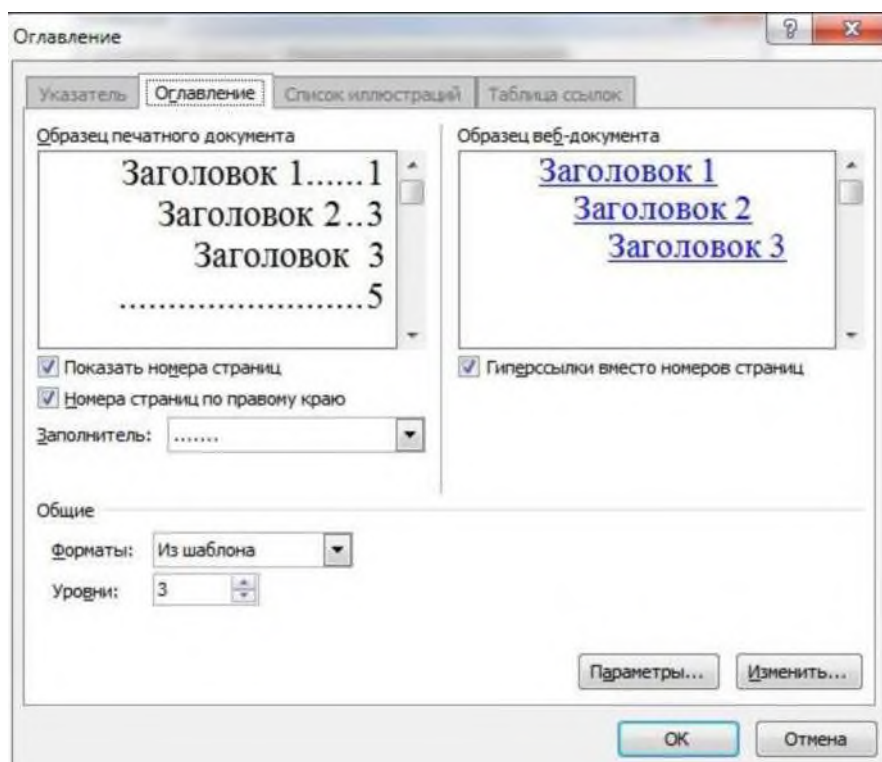 Оглавление
Указатель Оглавление Список иллюстраций Таблица ссылок
Образец печатного документа
Заголовок 1......1
Заголовок 2..3
Заголовок 3
.........................5
Показать номера страниц
Номера страниц по правому краю
Заполнитель: .......
Образец веб-документа
Заголовок 1
Заголовок 2
Заголовок 3
Гиперссылки вместо номеров страниц
Общие
Форматы: Из шаблона
Уровни: 3
Параметры... Изменить...
ОК Отмена